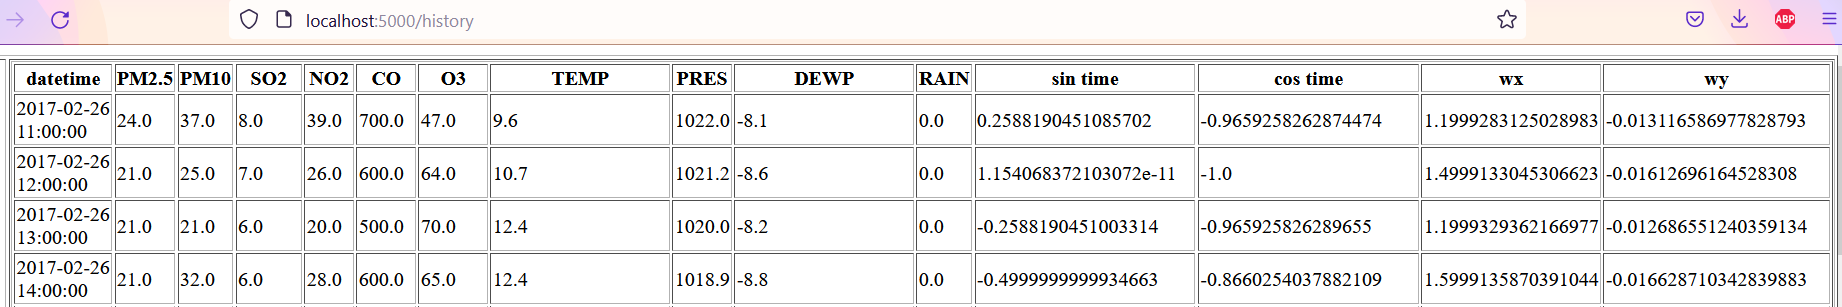 localhost:5000/history
ABP
datetime PM2.5 PM10 SO2 NO2 CO O3 TEMP PRES DEWP RAIN sin time cos time wx wy
2017-02-26 11:00:00 24.0 37.0 8.0 39.0 700.0 47.0 9.6 1022.0 -8.1 0.0 0.2588190451085702 -0.9659258262874474 1.1999283125028983 -0.013116586977828793
2017-02-26 12:00:00 21.0 25.0 7.0 26.0 600.0 64.0 10.7 1021.2 -8.6 0.0 1.154068372103072e-11 -1.0 1.4999133045306623 -0.01612696164528308
2017-02-26 13:00:00 21.0 21.0 6.0 20.0 500.0 70.0 12.4 1020.0 -8.2 0.0 -0.2588190451003314 -0.965925826289655 1.1999329362166977 -0.012686551240359134
2017-02-26 14:00:00 21.0 32.0 6.0 28.0 600.0 65.0 12.4 1018.9 -8.8 0.0 -0.4999999999934663 -0.8660254037882109 1.5999135870391044 -0.016628710342839883